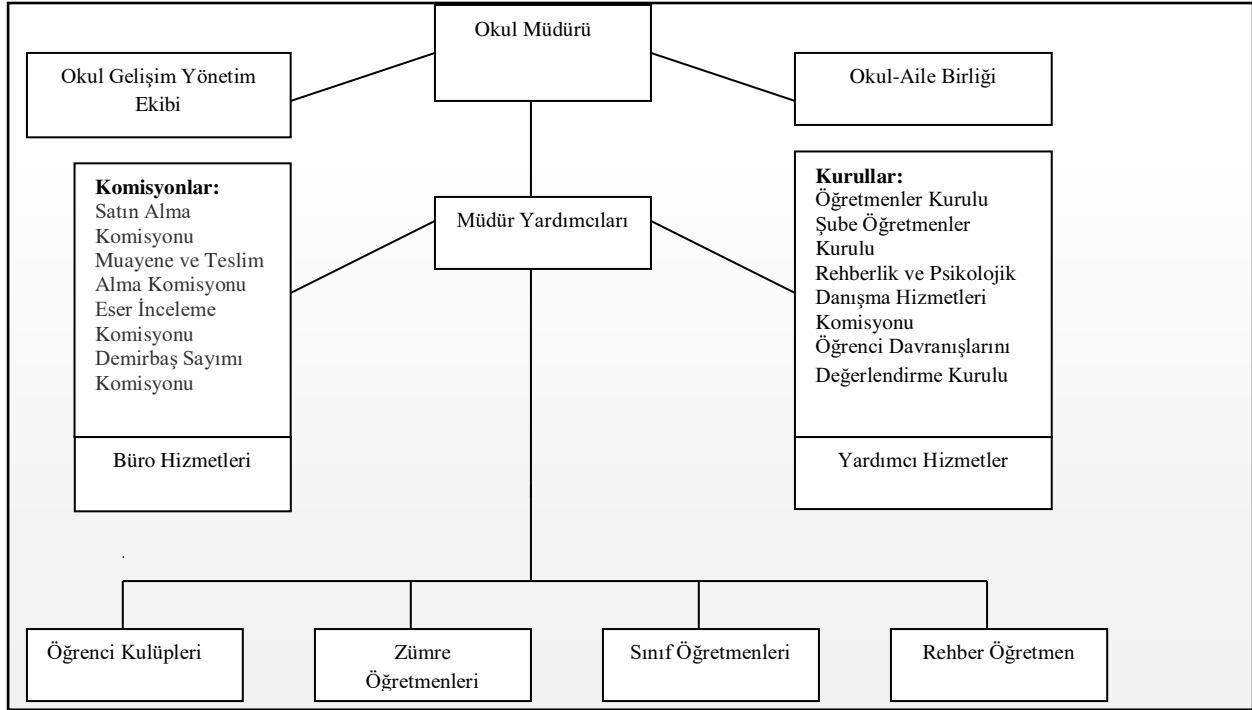 Okul Müdürü
Okul Gelişim Yönetim
Ekibi
Okul-Aile Birliği
Komisyonlar:
Satın Alma
Komisyonu
Muayene ve Teslim
Alma Komisyonu
Eser İnceleme
Komisyonu
Demirbaş Sayımı
Komisyonu
Müdür Yardımcıları
Kurullar:
Öğretmenler Kurulu
Şube Öğretmenler
Kurulu
Rehberlik ve Psikolojik
Danışma Hizmetleri
Komisyonu
Öğrenci Davranışlarını
Değerlendirme Kurulu
Büro Hizmetleri
Yardımcı Hizmetler
Öğrenci Kulüpleri
Zümre
Öğretmenleri
Sınıf Öğretmenleri
Rehber Öğretmen